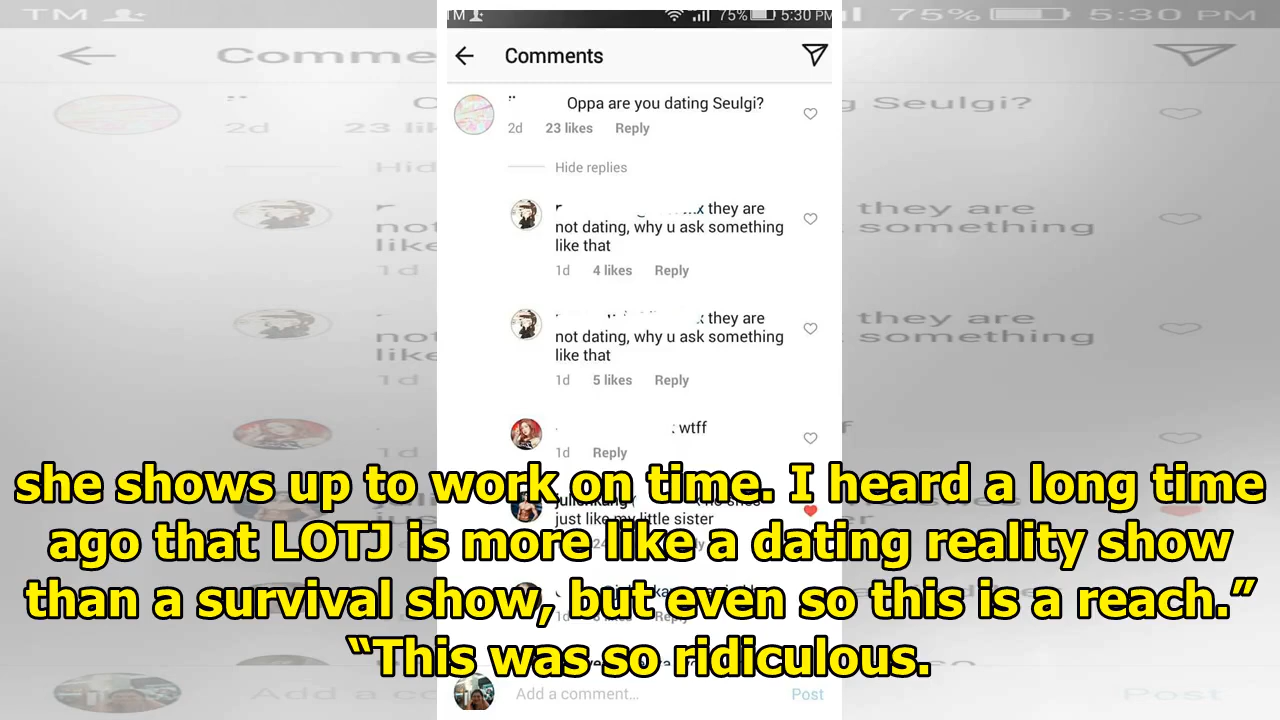 TM 75% 5:30 PM
Comments
Oppa are you dating Seulgi?
2d 23 likes Reply
Hide replies
they are
not dating, why u ask something
like that
1d 4 likes Reply
they are
not dating, why u ask something
like that
1d 5 likes Reply
wtff
1d Reply
just like my little sister
she shows up to work on time. I heard a long time
ago that LOTJ is more like a dating reality show
than a survival show, but even so this is a reach.”
“This was so ridiculous.
Add a comment... Post